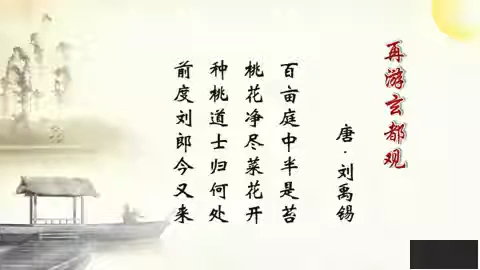 再游玄都观
唐·刘禹锡
百亩庭中半是苔
桃花净尽菜花开
种桃道士归何处
前度刘郎今又来